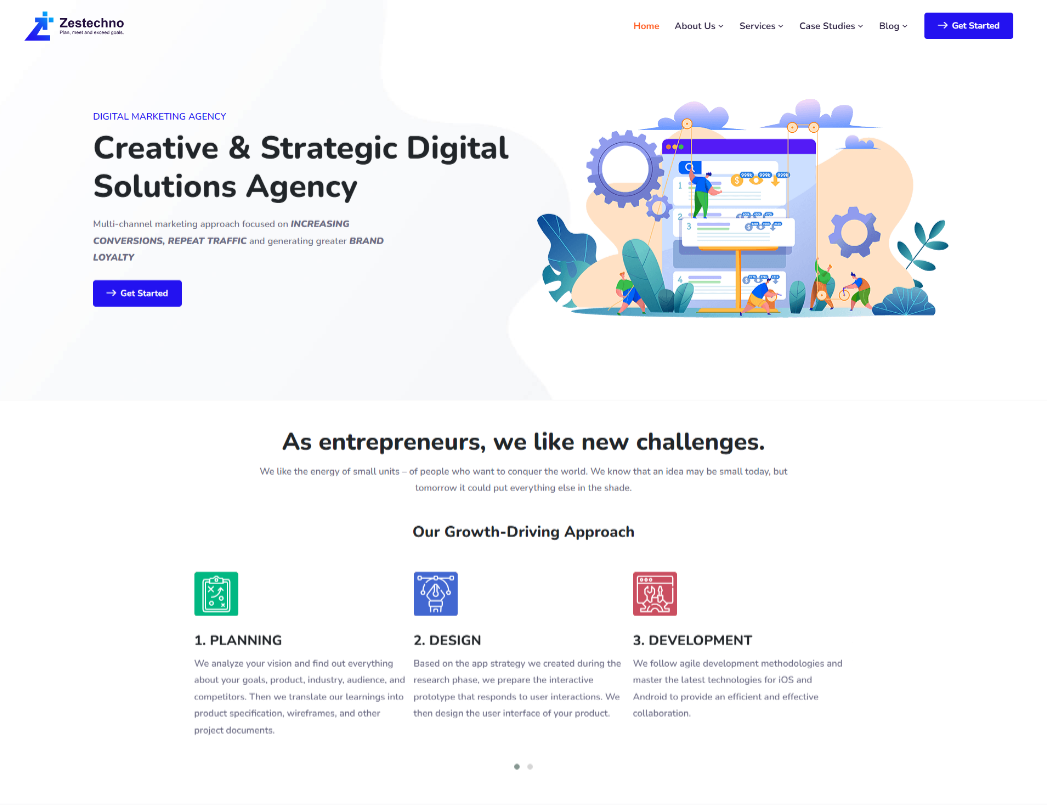 Zestechno
Plan, meet and exceed goals.
Home About Us Services Case Studies Blog Get Started
DIGITAL MARKETING AGENCY
Creative & Strategic Digital
Solutions Agency
Multi-channel marketing approach focused on INCREASING
CONVERSIONS, REPEAT TRAFFIC and generating greater BRAND
LOYALTY
Get Started
1
2
3
4
As entrepreneurs, we like new challenges.
We like the energy of small units – of people who want to conquer the world. We know that an idea may be small today, but
tomorrow it could put everything else in the shade.
Our Growth-Driving Approach
1. PLANNING
We analyze your vision and find out everything
about your goals, product, industry, audience, and
competitors. Then we translate our learnings into
product specification, wireframes, and other
project documents.
2. DESIGN
Based on the app strategy we created during the
research phase, we prepare the interactive
prototype that responds to user interactions. We
then design the user interface of your product.
3. DEVELOPMENT
We follow agile development methodologies and
master the latest technologies for iOS and
Android to provide an efficient and effective
collaboration.